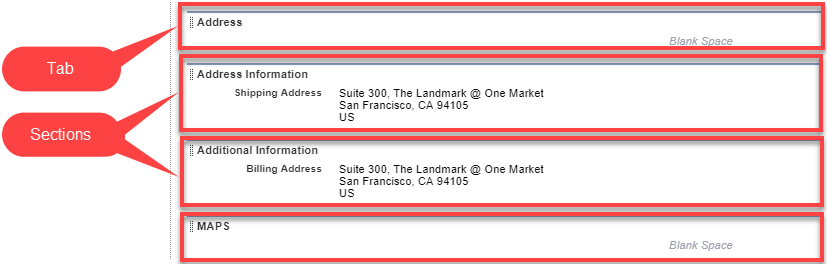 Address
Blank Space
Tab
Address Information
Shipping Address Suite 300, The Landmark @ One Market
San Francisco, CA 94105
US
Sections
Additional Information
Billing Address Suite 300, The Landmark @ One Market
San Francisco, CA 94105
US
MAPS
Blank Space